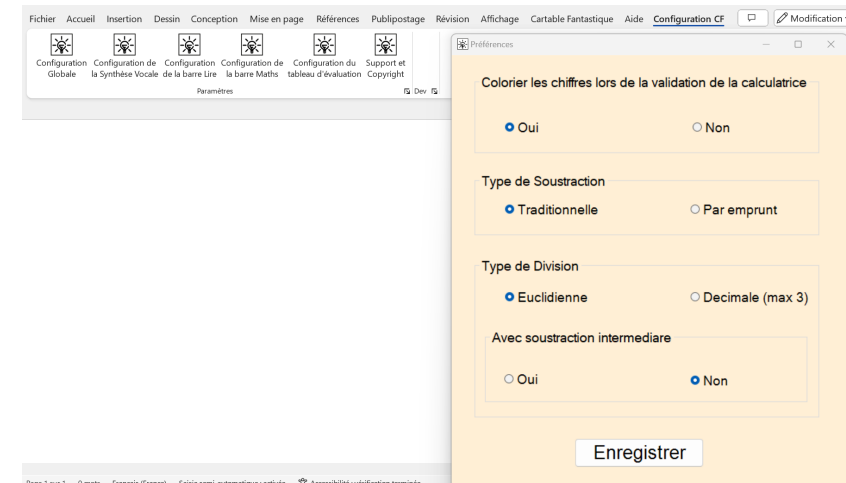 Fichier Accueil Insertion Dessin Conception Mise en page Références Publipostage Révision Affichage Cartable Fantastique Aide Configuration CF Modification
Configuration Globale
Configuration de la Synthèse Vocale
Configuration de la barre Lire
Configuration de la barre Maths
Configuration du tableau d'évaluation
Support et Copyright
Paramètres
Dev
Préférences
Colorier les chiffres lors de la validation de la calculatrice
Oui Non
Type de Soustraction
Traditionnelle Par emprunt
Type de Division
Euclidienne Decimale (max 3)
Avec soustraction intermediare
Oui Non
Enregistrer